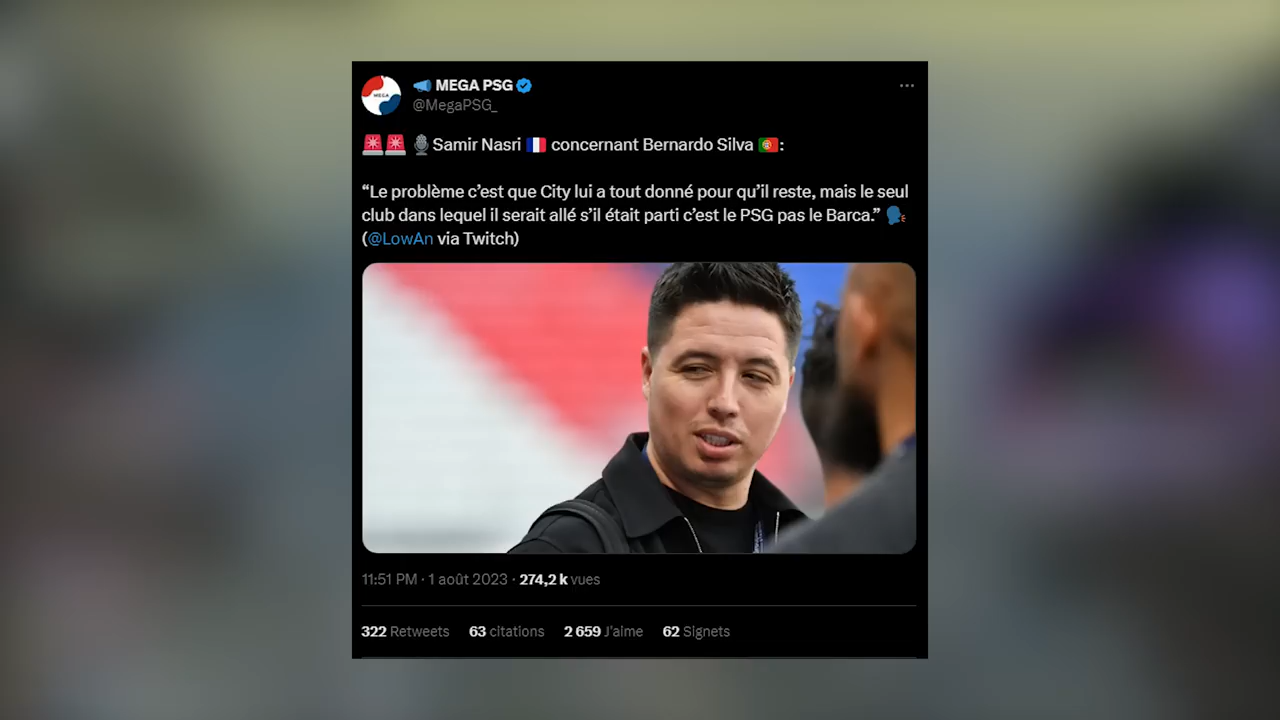 MEGA PSG
@MegaPSG_
Samir Nasri concernant Bernardo Silva :
“Le problème c’est que City lui a tout donné pour qu’il reste, mais le seul
club dans lequel il serait allé s’il était parti c’est le PSG pas le Barca.”
(@LowAn via Twitch)
11:51 PM · 1 août 2023 · 274,2 k vues
322 Retweets 63 citations 2 659 J’aime 62 Signets